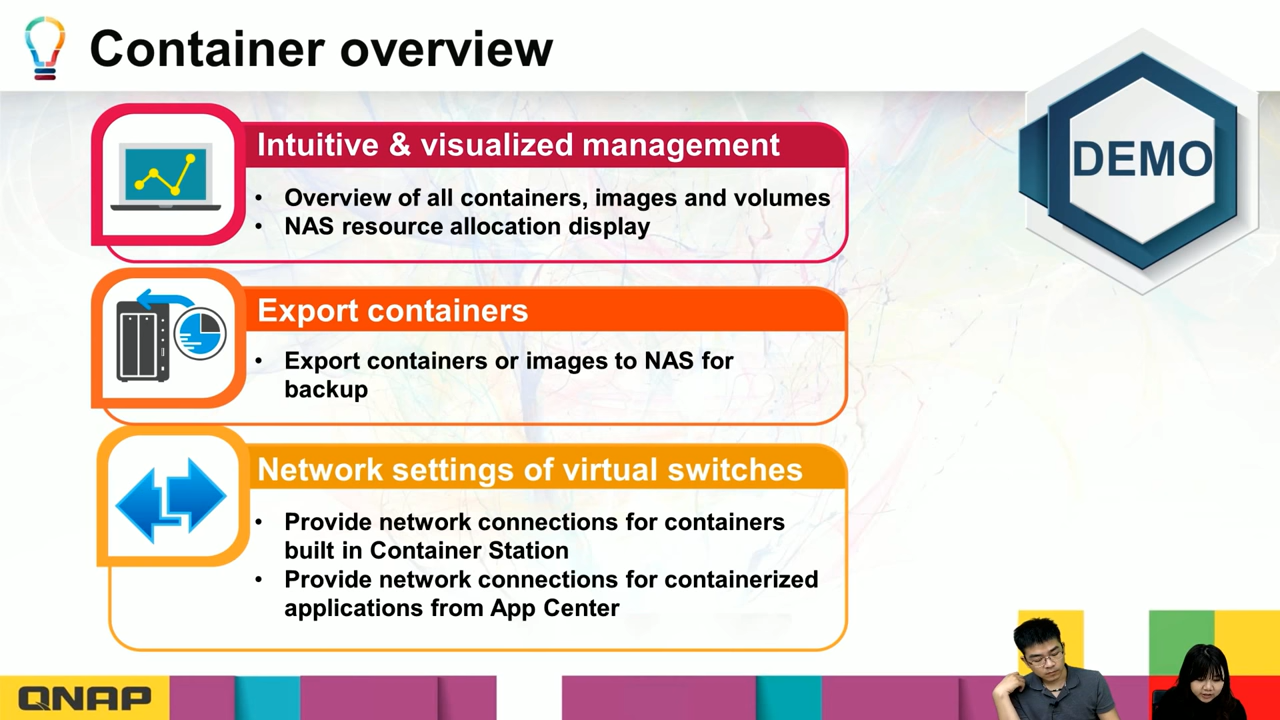 Container overview
DEMO
Intuitive & visualized management
• Overview of all containers, images and volumes
• NAS resource allocation display
Export containers
• Export containers or images to NAS for
backup
Network settings of virtual switches
• Provide network connections for containers
built in Container Station
• Provide network connections for containerized
applications from App Center
QNAP